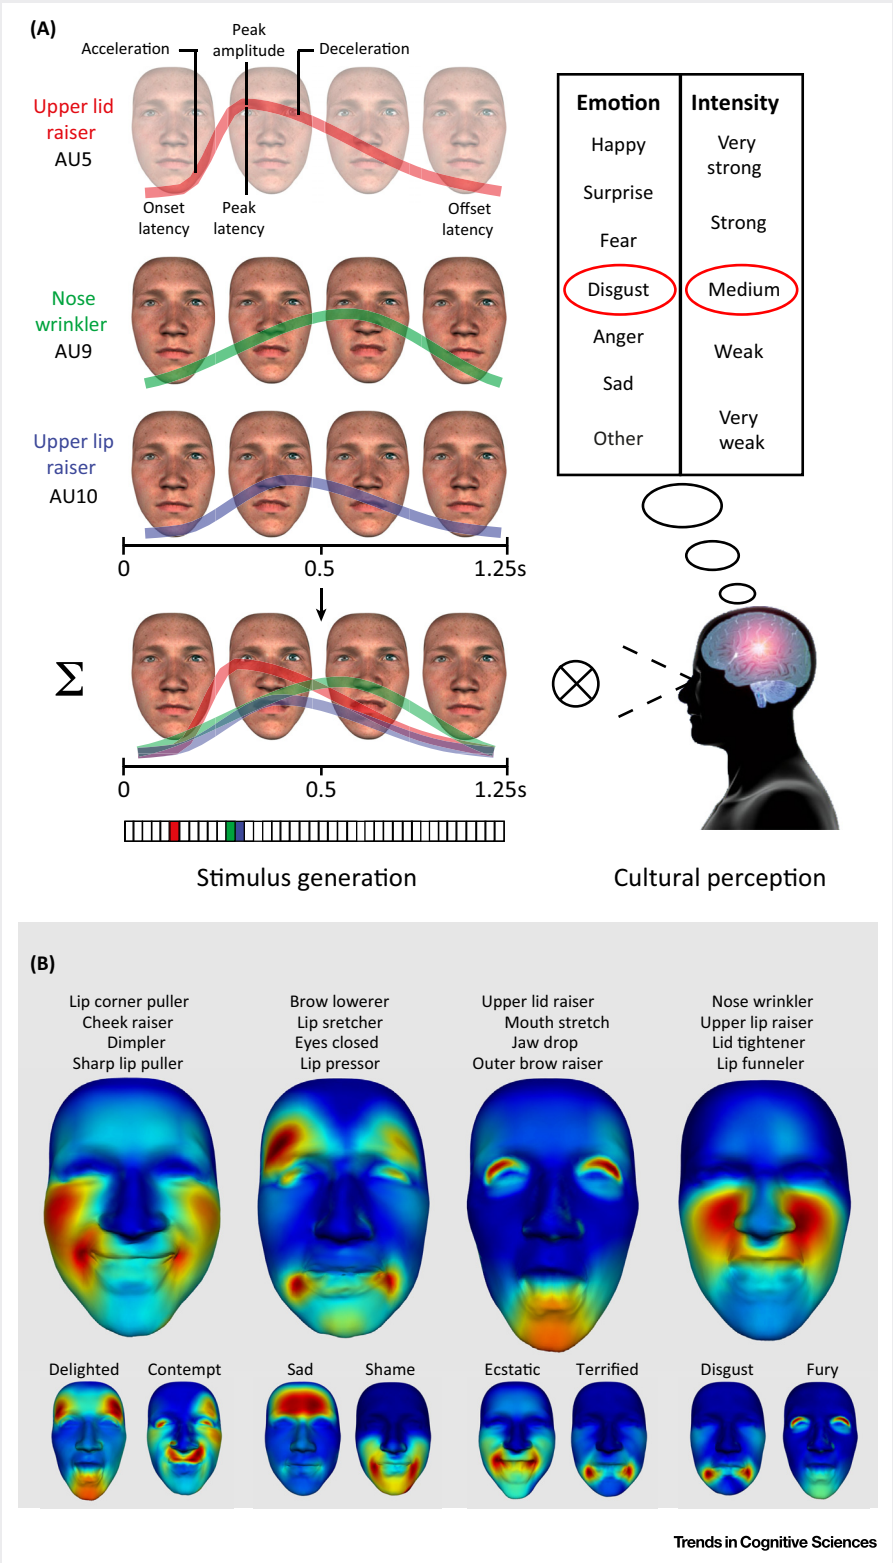 (A)
Acceleration
Peak
amplitude
Deceleration
Upper lid
raiser
AU5
Onset
latency
Peak
latency
Offset
latency
Nose
wrinkler
AU9
Upper lip
raiser
AU10
0 0.5 1.25s
Σ
0 0.5 1.25s
Stimulus generation
Emotion
Happy
Surprise
Fear
Disgust
Anger
Sad
Other
Intensity
Very
strong
Strong
Medium
Weak
Very
weak
Cultural perception
(B)
Lip corner puller
Cheek raiser
Dimpler
Sharp lip puller
Brow lowerer
Lip sretcher
Eyes closed
Lip pressor
Upper lid raiser
Mouth stretch
Jaw drop
Outer brow raiser
Nose wrinkler
Upper lip raiser
Lid tightener
Lip funneler
Delighted Contempt Sad Shame Ecstatic Terrified Disgust Fury
Trends in Cognitive Sciences